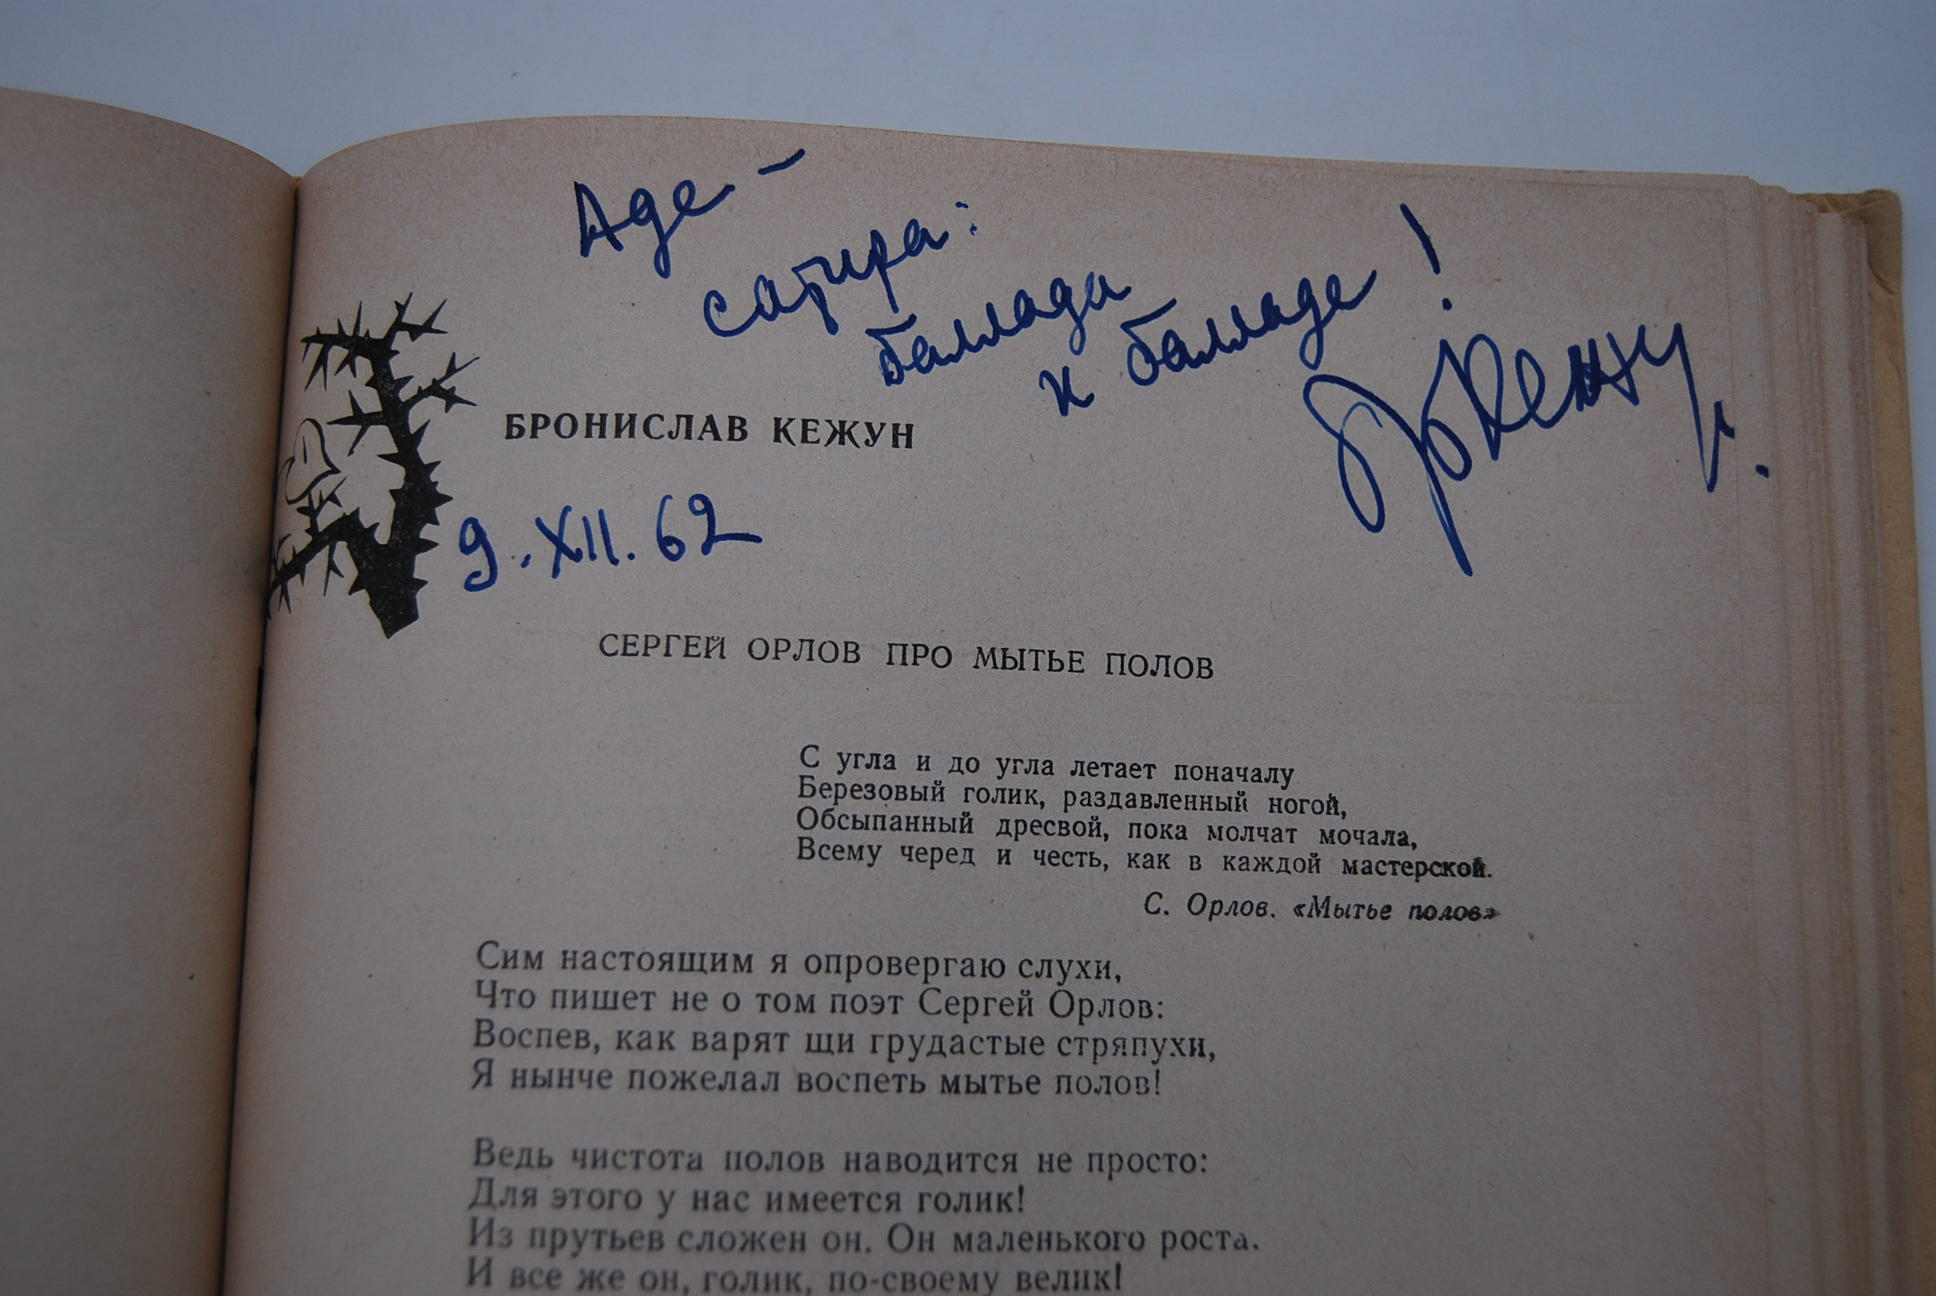 Аде –
сатира:
баллада
к балладе!
Бр Кежун.
БРОНИСЛАВ КЕЖУН
9.XII.62
СЕРГЕЙ ОРЛОВ ПРО МЫТЬЕ ПОЛОВ
С угла и до угла летает поначалу
Березовый голик, раздавленный ногой,
Обсыпанный дресвой, пока молчат мочала,
Всему черед и честь, как в каждой мастерской.
С. Орлов. «Мытье полов»
Сим настоящим я опровергаю слухи,
Что пишет не о том поэт Сергей Орлов:
Воспев, как варят щи грудастые стряпухи,
Я нынче пожелал воспеть мытье полов!
Ведь чистота полов наводится не просто:
Для этого у нас имеется голик!
Из прутьев сложен он. Он маленького роста.
И все же он, голик, по-своему велик!